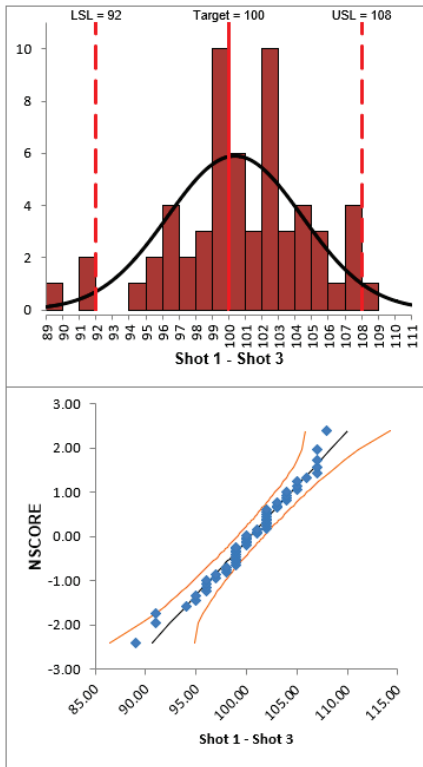 LSL = 92 Target = 100 USL = 108
10
8
6
4
2
0
89 90 91 92 93 94 95 96 97 98 99 100 101 102 103 104 105 106 107 108 109 110 111
Shot 1 - Shot 3
3.00
2.00
1.00
0.00
-1.00
-2.00
-3.00
NSCORE
85.00 90.00 95.00 100.00 105.00 110.00 115.00
Shot 1 - Shot 3